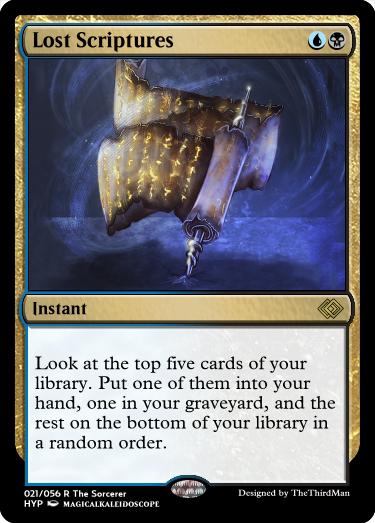 Lost Scriptures
Instant
Look at the top five cards of your
library. Put one of them into your
hand, one in your graveyard, and the
rest on the bottom of your library in
a random order.
021/056 R The Sorcerer
HYP MAGICALKALEIDOSCOPE
Designed by TheThirdMan